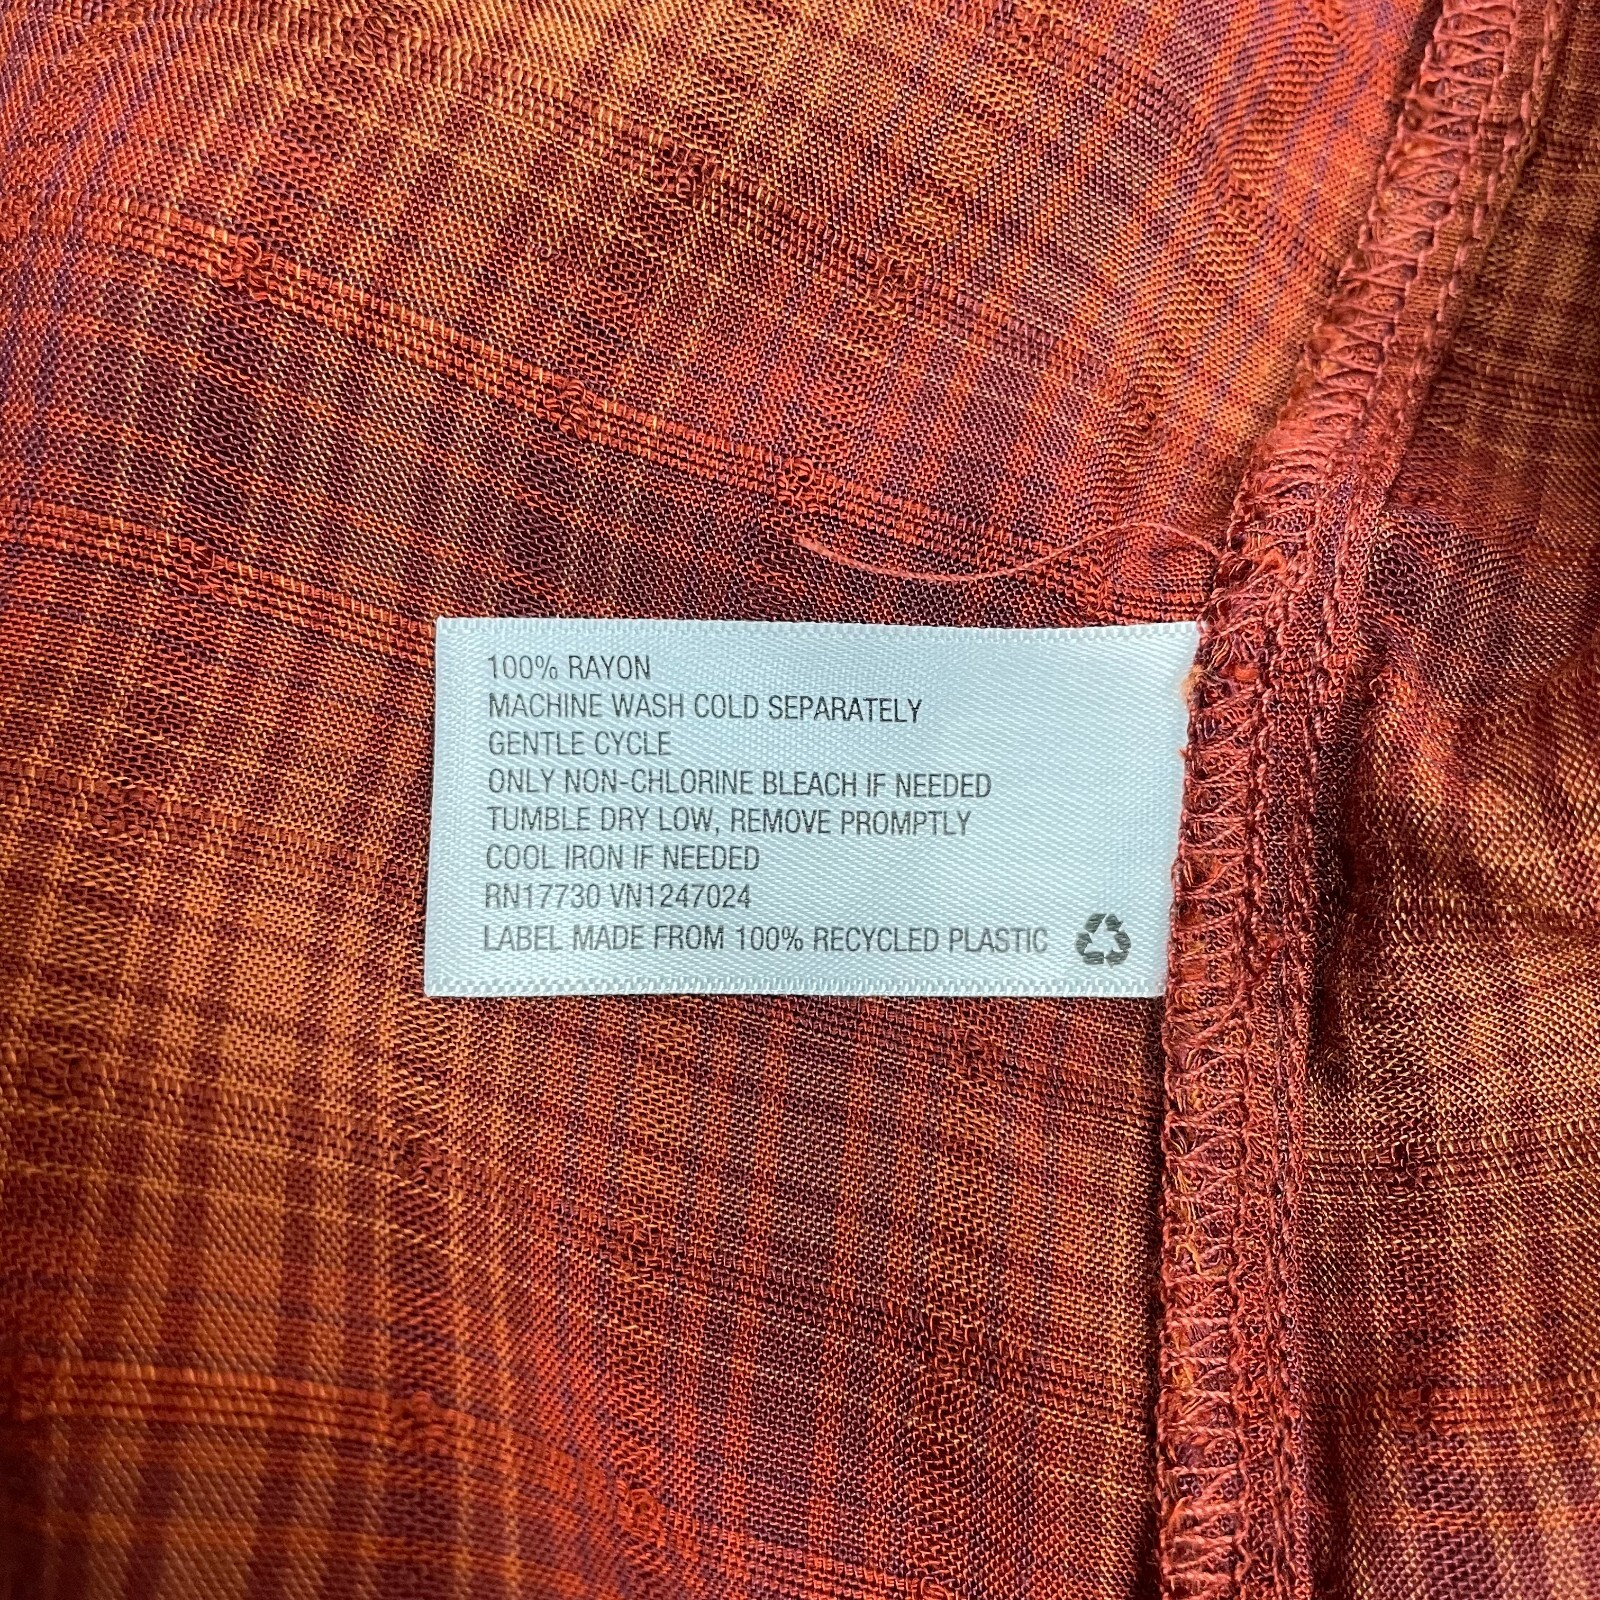 100% RAYON
MACHINE WASH COLD SEPARATELY
GENTLE CYCLE
ONLY NON-CHLORINE BLEACH IF NEEDED
TUMBLE DRY LOW, REMOVE PROMPTLY
COOL IRON IF NEEDED
RN17730 VN1247024
LABEL MADE FROM 100% RECYCLED PLASTIC